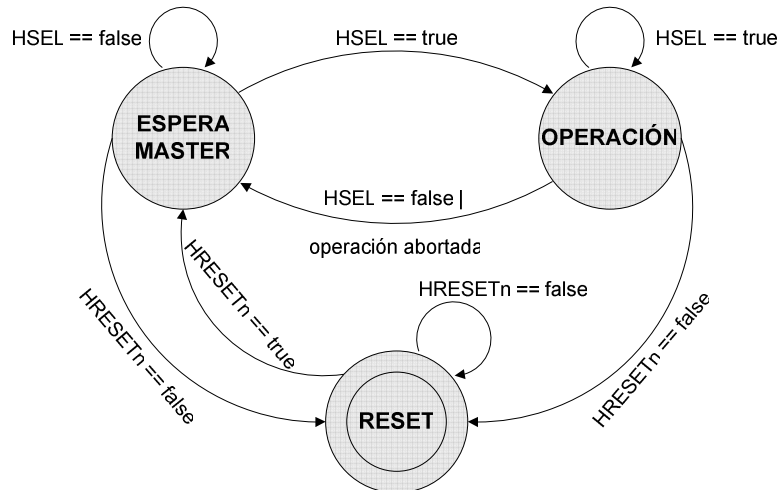 HSEL == false
HSEL == true
HSEL == true
ESPERA
MASTER
OPERACIÓN
HSEL == false |
operación abortada
HRESETn == true
HRESETn == false
HRESETn == false
HRESETn == false
RESET